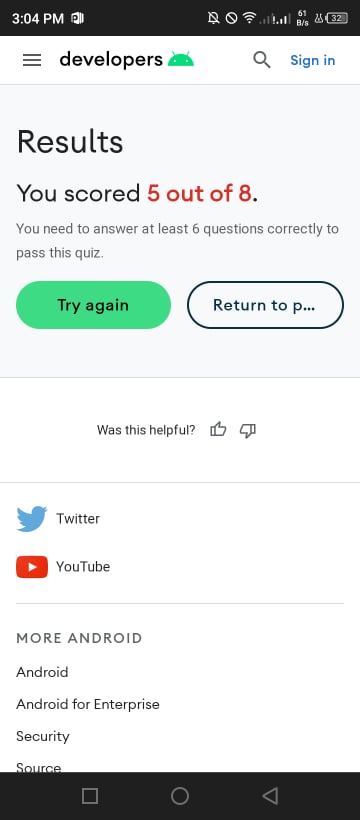 3:04 PM
61
B/s
32
developers
Sign in
Results
You scored 5 out of 8.
You need to answer at least 6 questions correctly to
pass this quiz.
Try again
Return to p...
Was this helpful?
Twitter
YouTube
MORE ANDROID
Android
Android for Enterprise
Security
Source